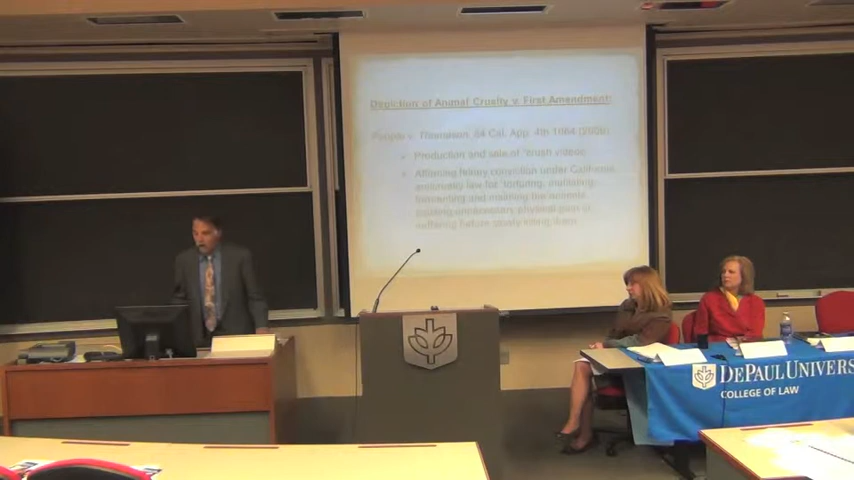 Depiction of Animal Cruelty v. First Amendment:
People v. Thomason, 84 Cal. App. 4th 1064 (2000)
Production and sale of "crush videos"
Affirming felony conviction under California
anticruelty law for "torturing, mutilating,
and maiming the animals
causing unnecessary physical pain or
suffering before slowly killing them.
DEPAUL UNIVERS
COLLEGE OF LAW